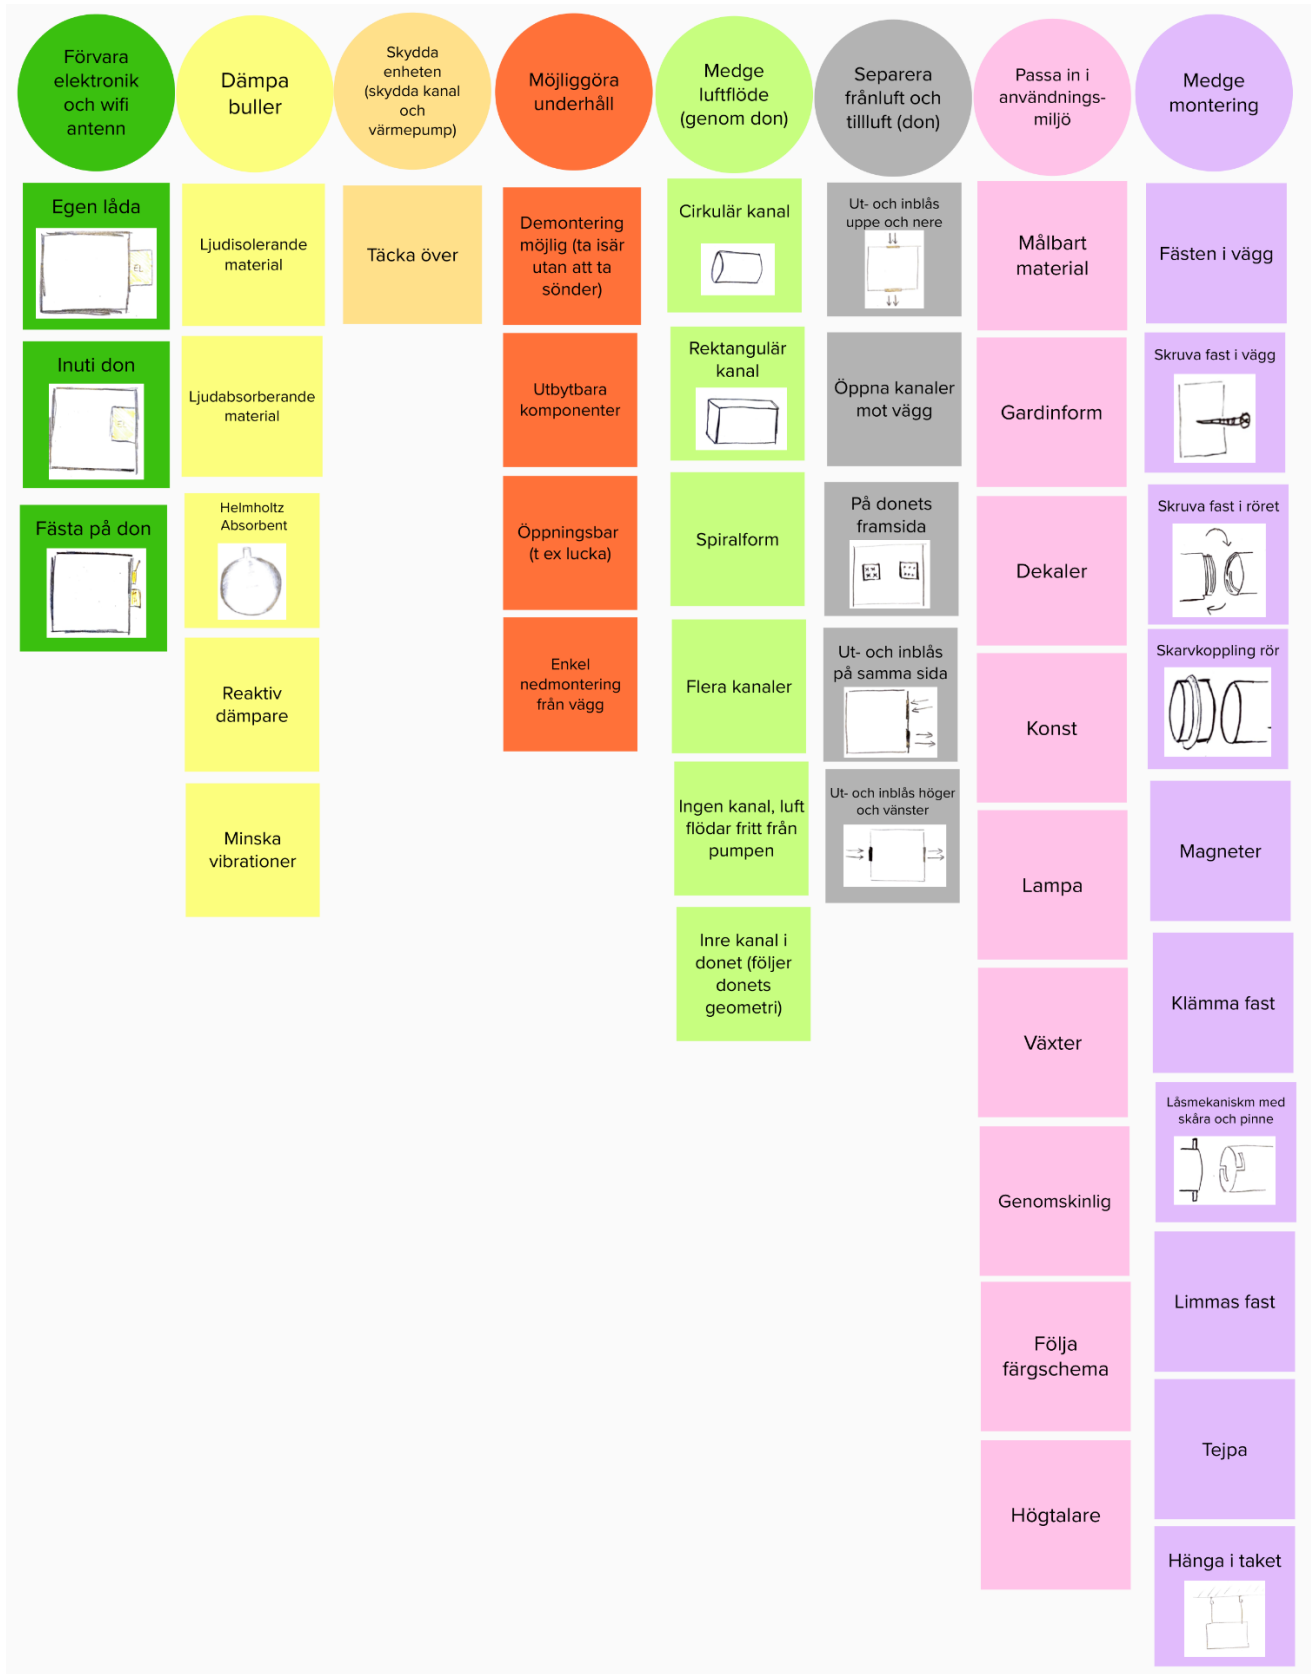 Förvara
elektronik
och wifi
antenn
Dämpa
buller
Skydda
enheten
(skydda kanal
och
värmepump)
Möjliggöra
underhåll
Medge
luftflöde
(genom don)
Separera
frånluft och
tillluft (don)
Passa in i
användnings-
miljö
Medge
montering
Egen låda
EL
Inuti don
EL
Fästa på don
Ljudisolerande
material
Ljudabsorberande
material
Helmholtz
Absorbent
Reaktiv
dämpare
Minska
vibrationer
Täcka över
Demontering
möjlig (ta isär
utan att ta
sönder)
Utbytbara
komponenter
Öppningsbar
(t ex lucka)
Enkel
nedmontering
från vägg
Cirkulär kanal
Rektangulär
kanal
Spiralform
Flera kanaler
Ingen kanal, luft
flödar fritt från
pumpen
Inre kanal i
donet (följer
donets
geometri)
Ut- och inblås
uppe och nere
Öppna kanaler
mot vägg
På donets
framsida
Ut- och inblås
på samma sida
Ut- och inblås höger
och vänster
Målbart
material
Gardinform
Dekaler
Konst
Lampa
Växter
Genomskinlig
Följa
färgschema
Högtalare
Fästen i vägg
Skruva fast i vägg
Skruva fast i röret
Skarvkoppling rör
Magneter
Klämma fast
Låsmekaniskm med
skåra och pinne
Limmas fast
Tejpa
Hänga i taket